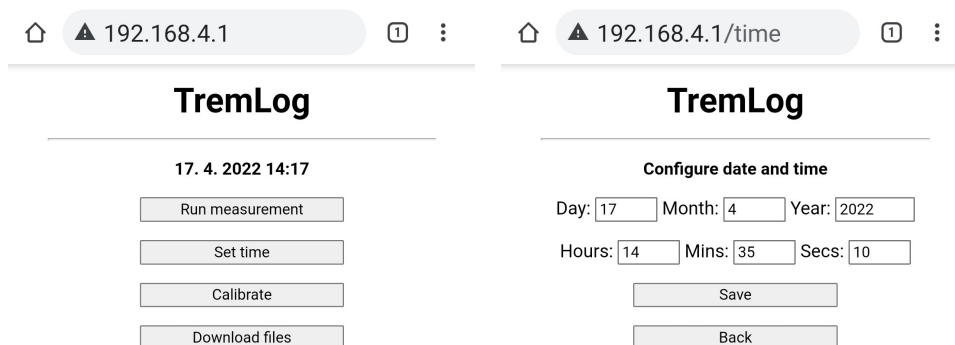 192.168.4.1
1
TremLog
17. 4. 2022 14:17
Run measurement
Set time
Calibrate
Download files
192.168.4.1/time
1
TremLog
Configure date and time
Day: 17 Month: 4 Year: 2022
Hours: 14 Mins: 35 Secs: 10
Save
Back